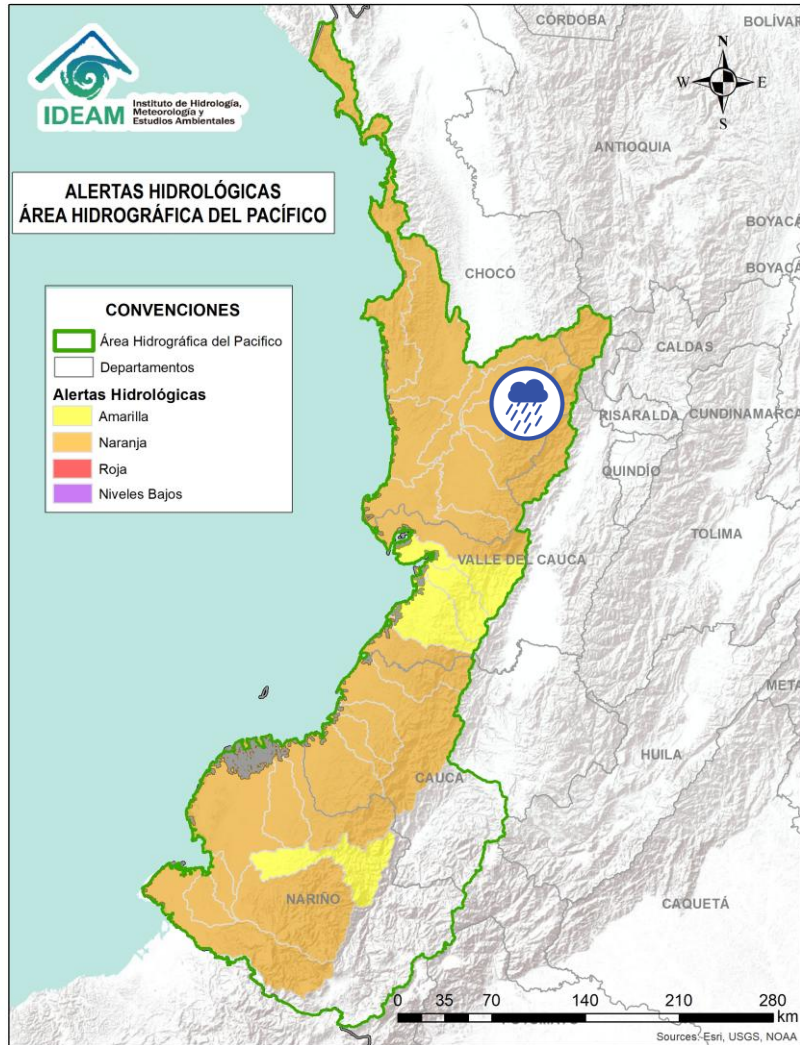 IDEAM
Instituto de Hidrología,
Meteorología y
Estudios Ambientales
ALERTAS HIDROLÓGICAS
ÁREA HIDROGRÁFICA DEL PACÍFICO
CONVENCIONES
Área Hidrográfica del Pacifico
Departamentos
Alertas Hidrológicas
Amarilla
Naranja
Roja
Niveles Bajos
N
W E
S
CÓRDOBA
BOLÍVAR
ANTIOQUIA
BOYACÁ
BOYACÁ
CHOCÓ
CALDAS
RISARALDA
CUNDINAMARCA
QUINDÍO
TOLIMA
VALLE DEL CAUCA
META
HUILA
CAUCA
NARIÑO
CAQUETÁ
0 35 70 140 210 280
km
Sources: Esri, USGS, NOAA